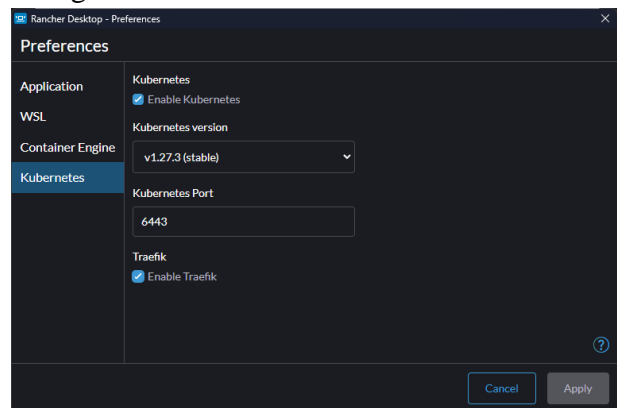 Rancher Desktop - Preferences
Preferences
Application
WSL
Container Engine
Kubernetes
Kubernetes
Enable Kubernetes
Kubernetes version
v1.27.3 (stable)
Kubernetes Port
6443
Traefik
Enable Traefik
?
Cancel
Apply